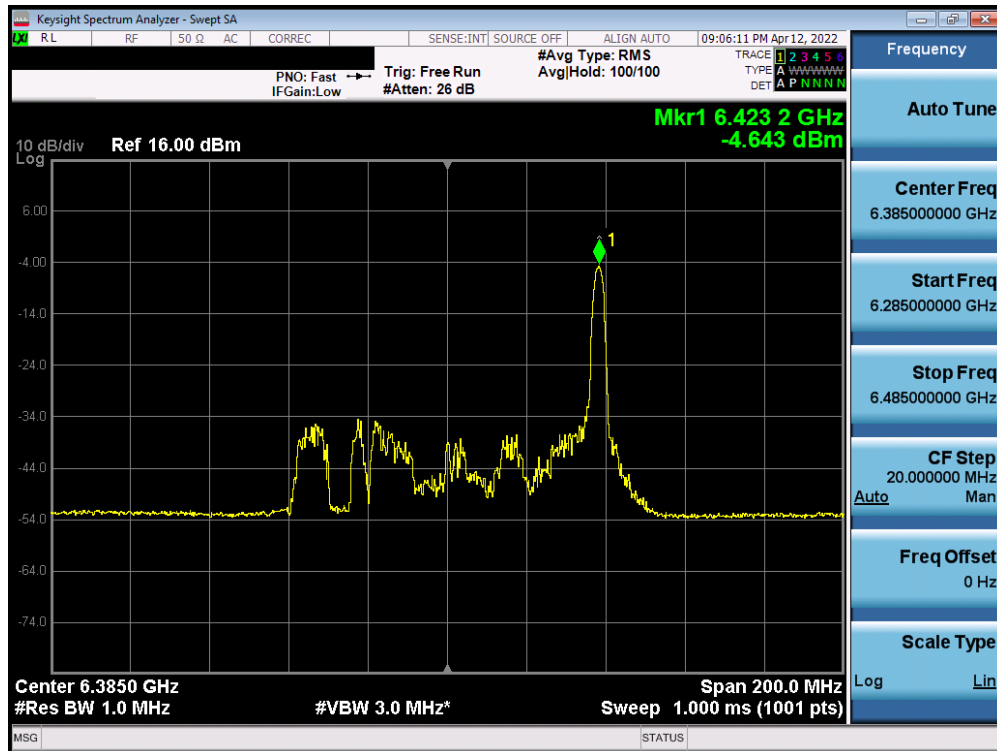 Keysight Spectrum Analyzer - Swept SA
LXI RL RF 50 Ω AC CORREC SENSE:INT SOURCE OFF ALIGN AUTO 09:06:11 PM Apr 12, 2022
PNO: Fast
IFGain:Low
Trig: Free Run
#Atten: 26 dB
#Avg Type: RMS
Avg|Hold: 100/100
TRACE 1 2 3 4 5 6
TYPE A WWWWW
DET A P N N N N
Mkr1 6.423 2 GHz
-4.643 dBm
10 dB/div Ref 16.00 dBm
Log
6.00
-4.00
-14.0
-24.0
-34.0
-44.0
-54.0
-64.0
-74.0
1
Center 6.3850 GHz Span 200.0 MHz
#Res BW 1.0 MHz #VBW 3.0 MHz* Sweep 1.000 ms (1001 pts)
MSG STATUS
Frequency
Auto Tune
Center Freq
6.385000000 GHz
Start Freq
6.285000000 GHz
Stop Freq
6.485000000 GHz
CF Step
20.000000 MHz
Auto Man
Freq Offset
0 Hz
Scale Type
Log Lin